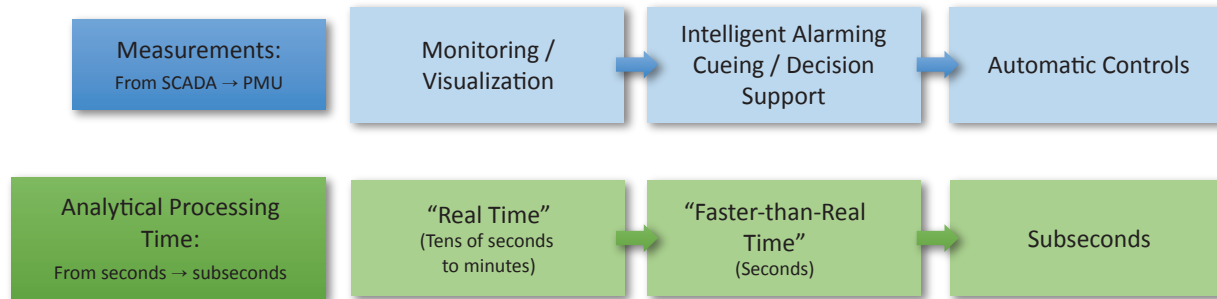 Measurements:
From SCADA → PMU
Monitoring /
Visualization
Intelligent Alarming
Cueing / Decision
Support
Automatic Controls
Analytical Processing
Time:
From seconds → subseconds
“Real Time”
(Tens of seconds
to minutes)
“Faster-than-Real
Time”
(Seconds)
Subseconds